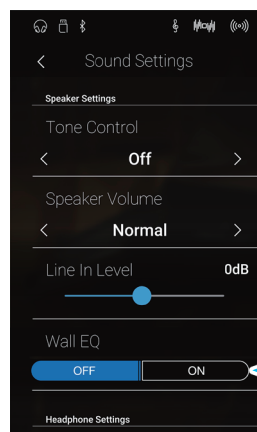 Sound Settings
Speaker Settings
Tone Control
Off
Speaker Volume
Normal
Line In Level 0dB
Wall EQ
OFF ON
Headphone Settings